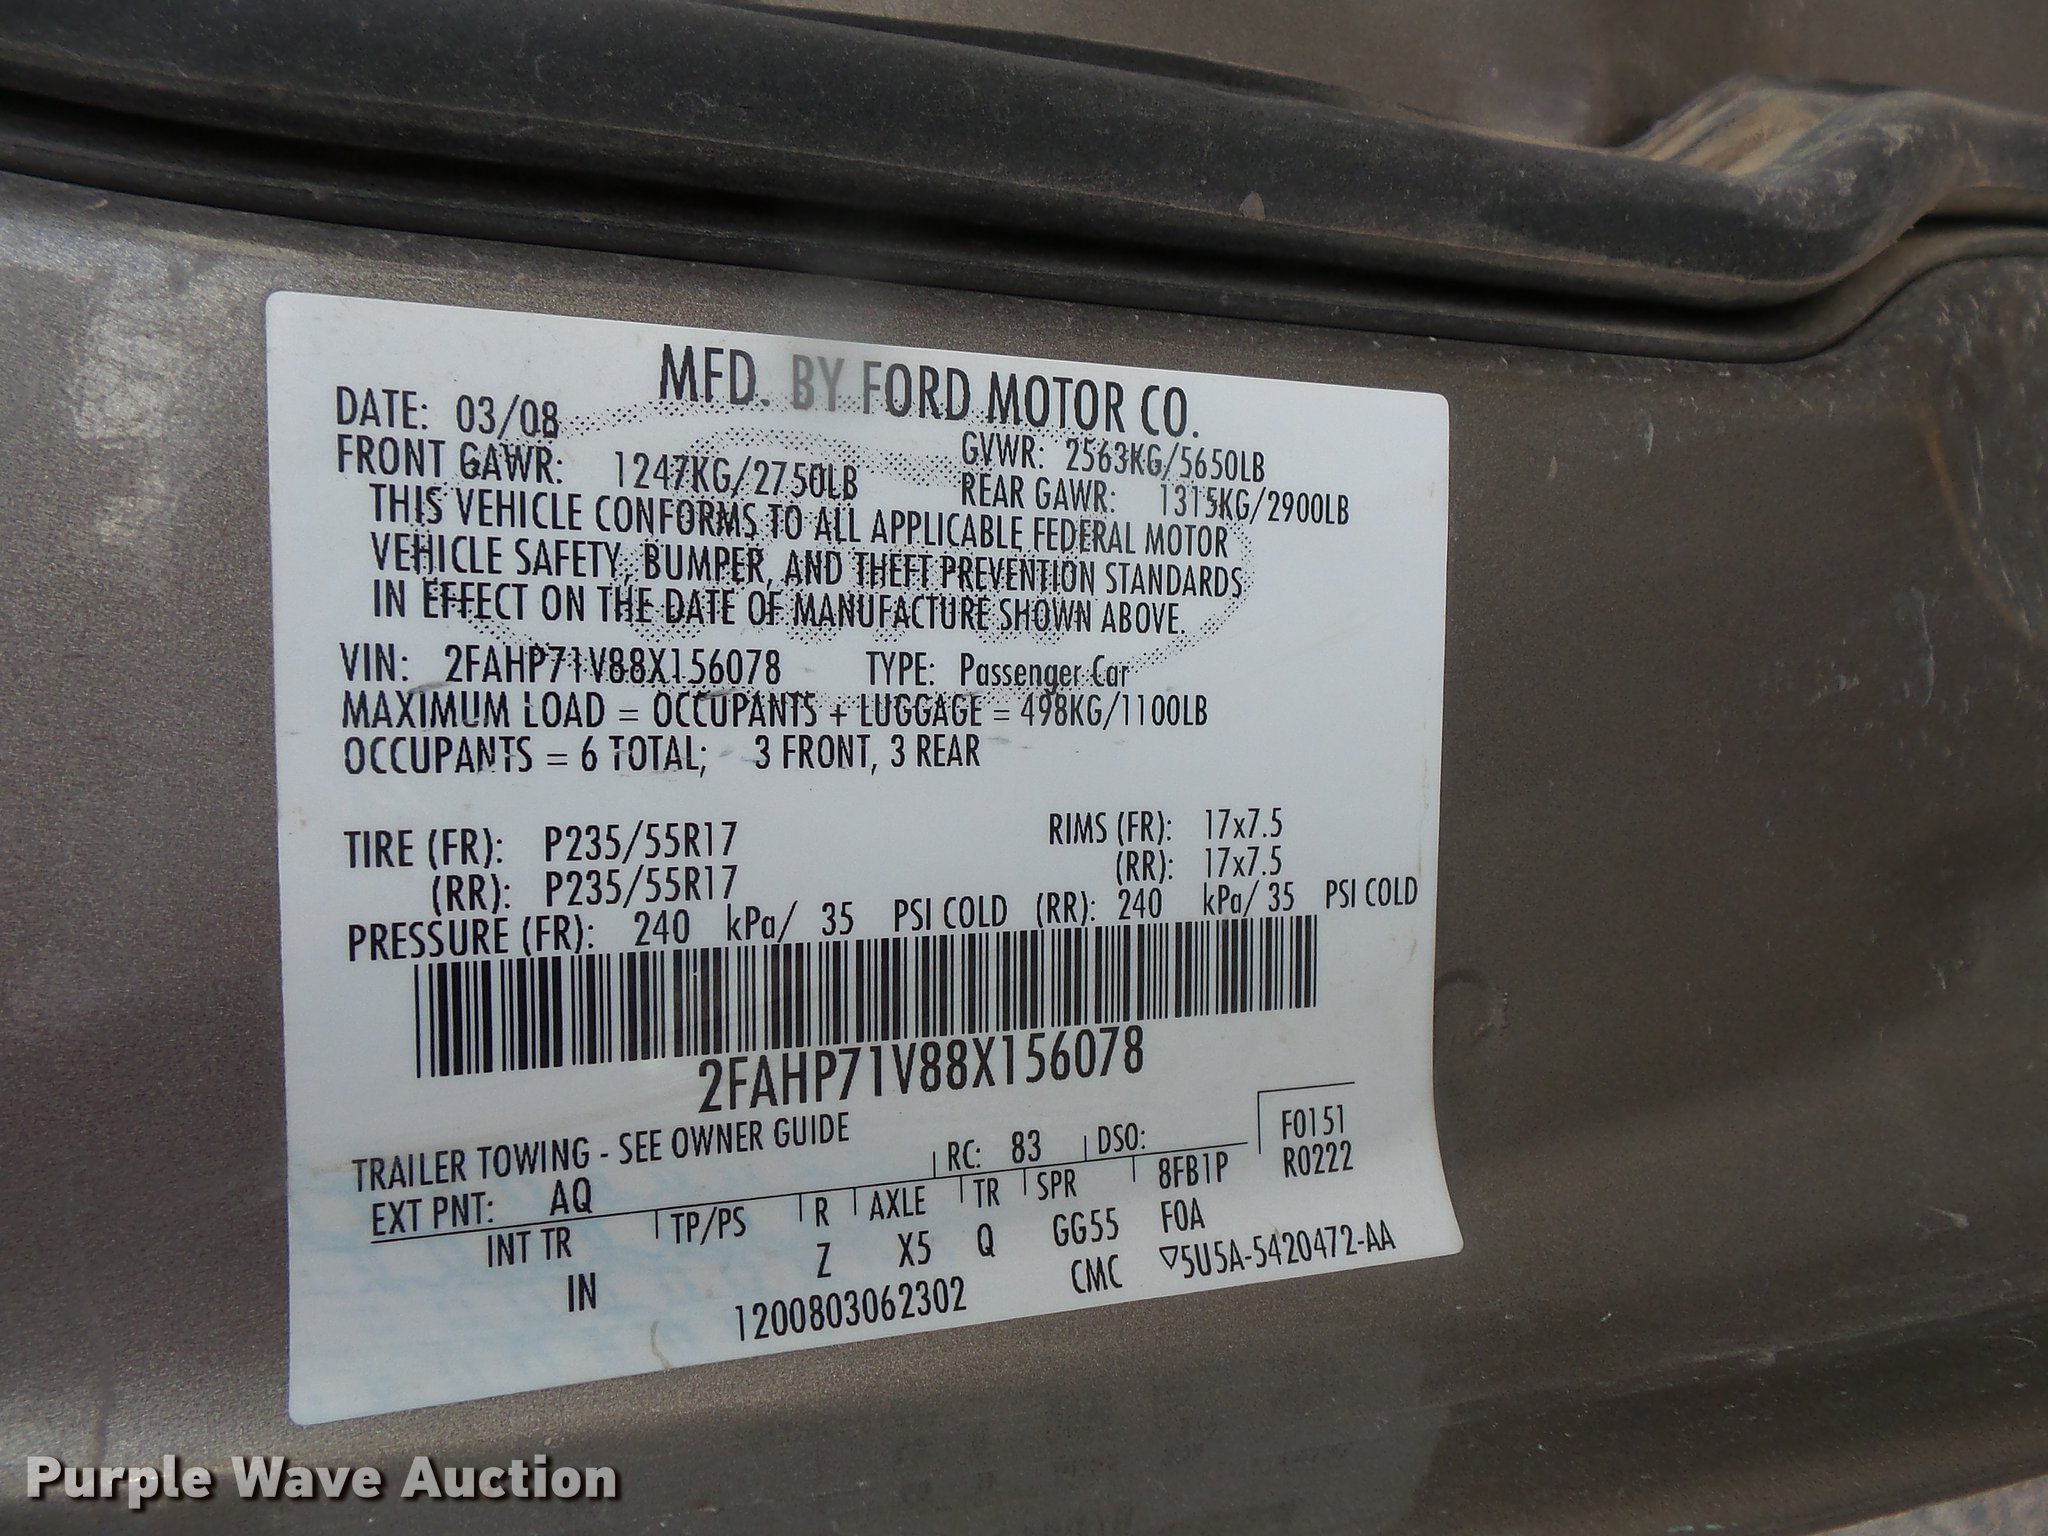 MFD. BY FORD MOTOR CO.
DATE: 03/08 GVWR: 2563KG/5650LB
FRONT GAWR: 1247KG/2750LB REAR GAWR: 1315KG/2900LB
THIS VEHICLE CONFORMS TO ALL APPLICABLE FEDERAL MOTOR
VEHICLE SAFETY, BUMPER, AND THEFT PREVENTION STANDARDS
IN EFFECT ON THE DATE OF MANUFACTURE SHOWN ABOVE.
VIN: 2FAHP71V88X156078 TYPE: Passenger Car
MAXIMUM LOAD = OCCUPANTS + LUGGAGE = 498KG/1100LB
OCCUPANTS = 6 TOTAL; 3 FRONT, 3 REAR
TIRE (FR): P235/55R17 RIMS (FR): 17x7.5
(RR): P235/55R17 (RR): 17x7.5
PRESSURE (FR): 240 kPa/ 35 PSI COLD (RR): 240 kPa/ 35 PSI COLD
2FAHP71V88X156078
TRAILER TOWING - SEE OWNER GUIDE
EXT PNT: AQ RC: 83 DSO: F0151
R0222
INT TR TP/PS R AXLE TR SPR 8FB1P
IN Z X5 Q GG55 F0A
1200803062302 CMC ▽5U5A-5420472-AA
Purple Wave Auction